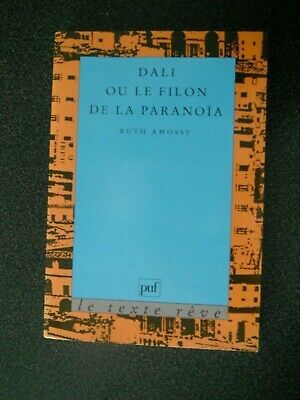 DALI
OU LE FILON
DE LA PARANOÏA
RUTH AMOSSY
puf
le texte rêve